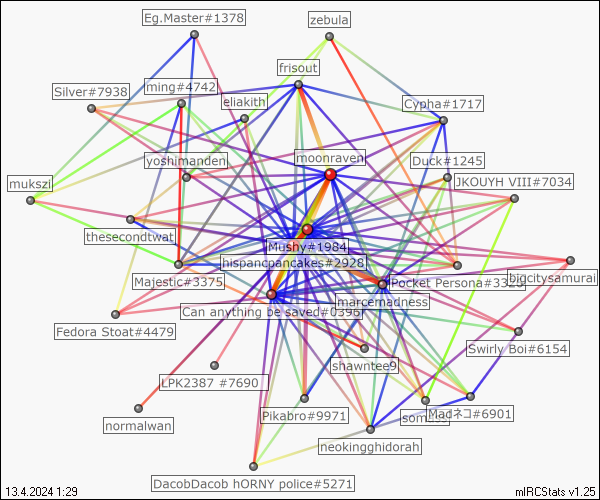 Eg.Master#1378
zebula
frisout
Silver#7938
ming#4742
eliakith
Cypha#1717
yoshimanden
moonraven
Duck#1245
mukszi
JKOUYH VIII#7034
thesecondtwat
Mushy#1984
hispancpancakes#2928
Majestic#3375
Pocket Persona#33
bigcitysamurai
marcemadness
Can anything be saved#0396
Fedora Stoat#4479
Swirly Boi#6154
shawntee9
LPK2387 #7690
Pikabro#9971
Madネコ#6901
normalwan
neokingghidorah
DacobDacob hORNY police#5271
13.4.2024 1:29
mIRCStats v1.25